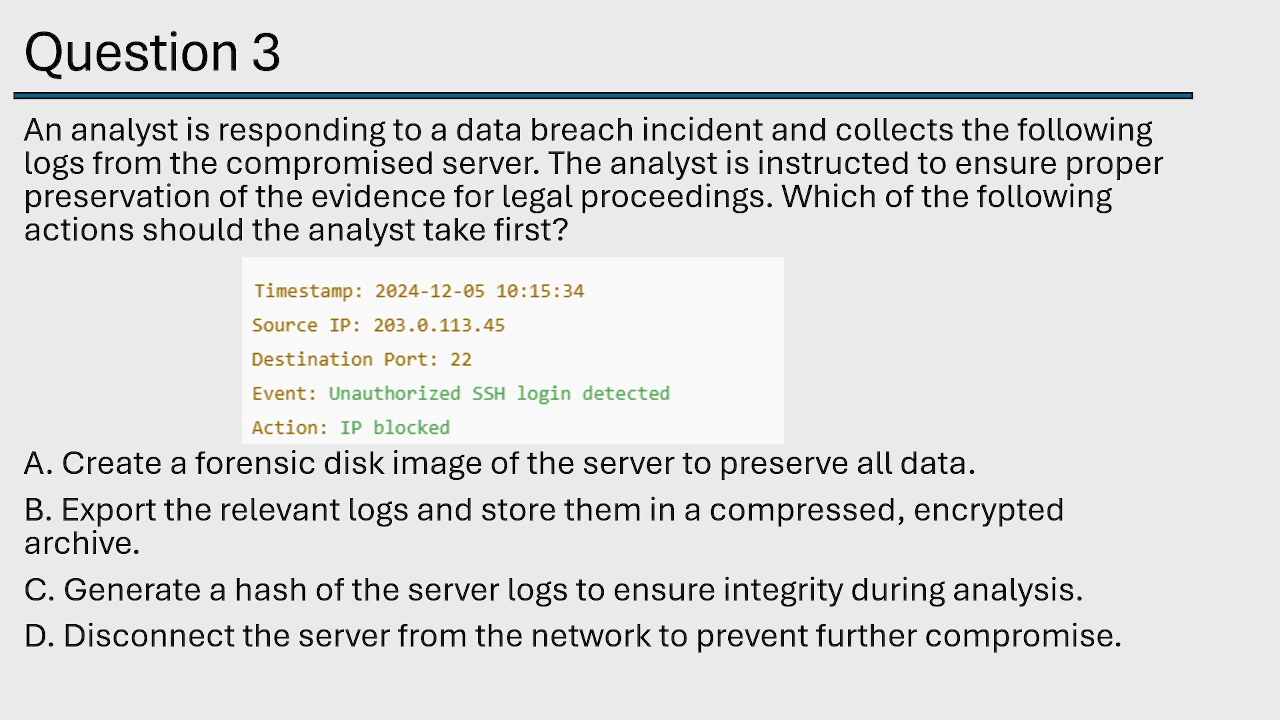 Question 3
An analyst is responding to a data breach incident and collects the following
logs from the compromised server. The analyst is instructed to ensure proper
preservation of the evidence for legal proceedings. Which of the following
actions should the analyst take first?
Timestamp: 2024-12-05 10:15:34
Source IP: 203.0.113.45
Destination Port: 22
Event: Unauthorized SSH login detected
Action: IP blocked
A. Create a forensic disk image of the server to preserve all data.
B. Export the relevant logs and store them in a compressed, encrypted
archive.
C. Generate a hash of the server logs to ensure integrity during analysis.
D. Disconnect the server from the network to prevent further compromise.